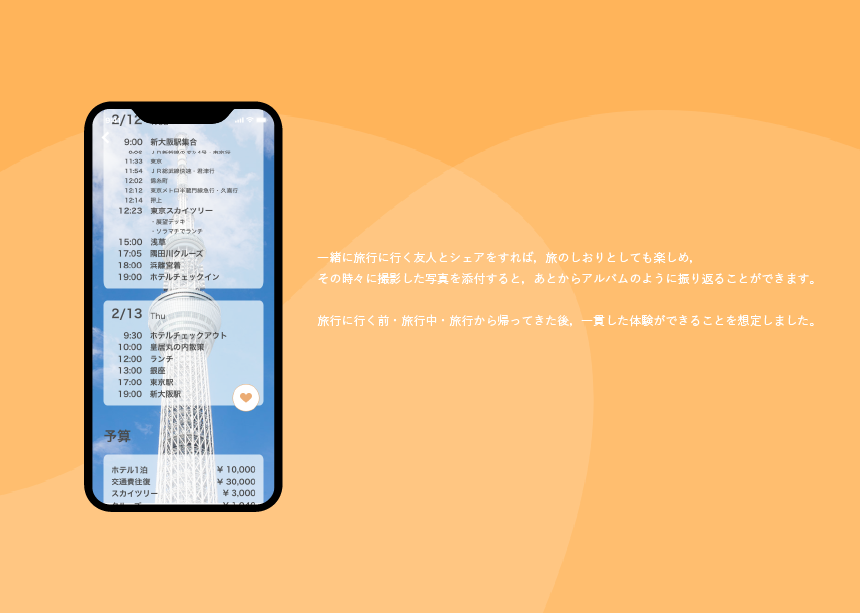 2/12
9:00 新大阪駅集合
11:33 東京
11:54 JR総武線快速・君津行
12:02 錦糸町
12:12 東京メトロ半蔵門線急行・久喜行
12:14 押上
12:23 東京スカイツリー
・展望デッキ
・ソラマチでランチ
15:00 浅草
17:05 隅田川クルーズ
18:00 浜離宮着
19:00 ホテルチェックイン
2/13 Thu
9:30 ホテルチェックアウト
10:00 皇居丸の内散策
12:00 ランチ
13:00 銀座
17:00 東京駅
19:00 新大阪駅
予算
ホテル1泊 ¥ 10,000
交通費往復 ¥ 30,000
スカイツリー ¥ 3,000
一緒に旅行に行く友人とシェアをすれば，旅のしおりとしても楽しめ，
その時々に撮影した写真を添付すると，あとからアルバムのように振り返ることができます。
旅行に行く前・旅行中・旅行から帰ってきた後，一貫した体験ができることを想定しました。